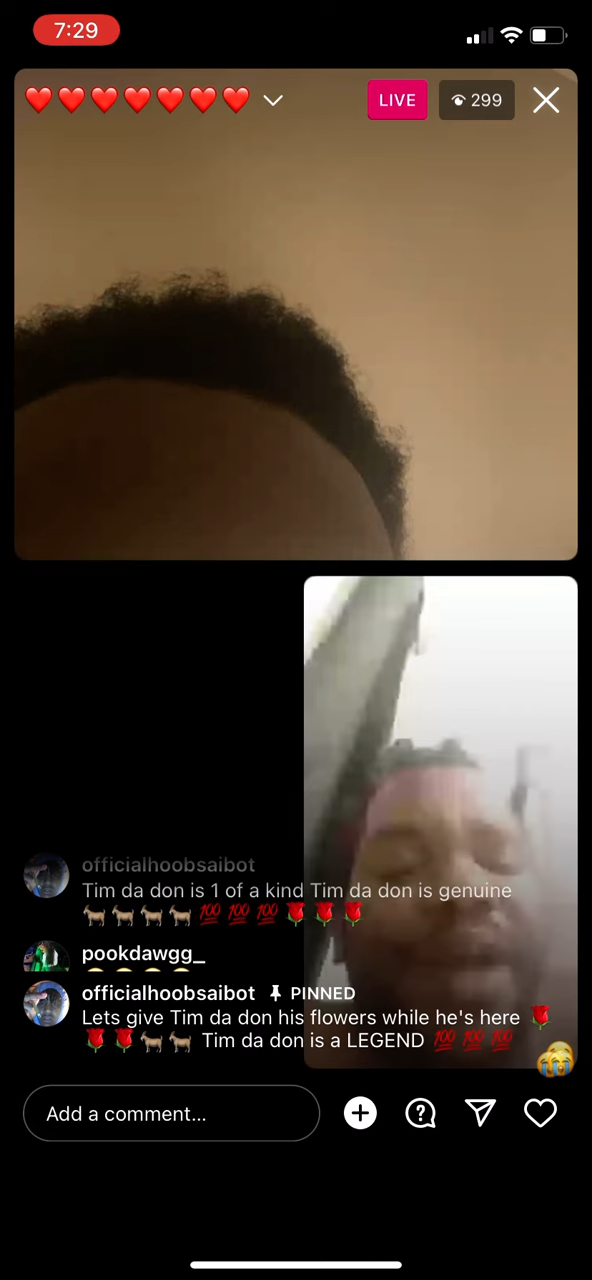 7:29
❤️❤️❤️❤️❤️❤️❤️
LIVE
299
officialhoobsaibot
Tim da don is 1 of a kind Tim da don is genuine
🐐🐐🐐🐐💯💯💯🌹🌹🌹
pookdawgg_
officialhoobsaibot PINNED
Lets give Tim da don his flowers while he's here 🌹
🌹🌹🐐🐐 Tim da don is a LEGEND 💯💯💯
Add a comment...